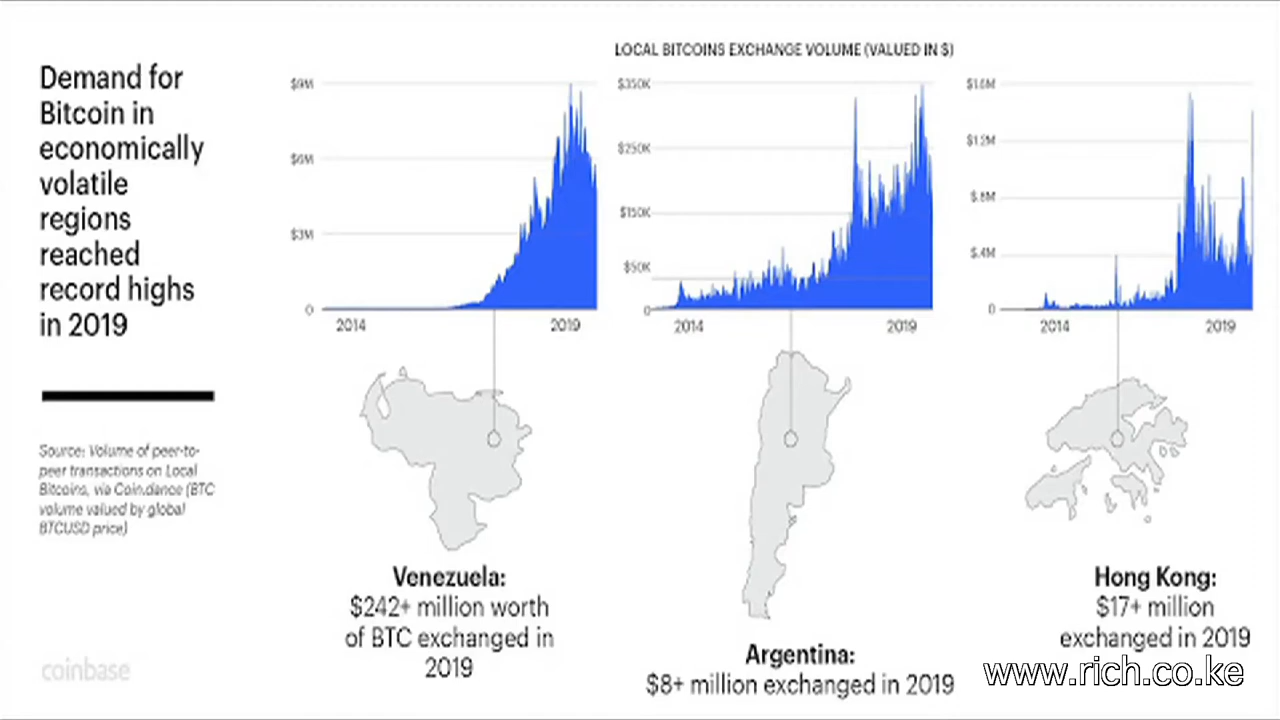 Demand for
Bitcoin in
economically
volatile
regions
reached
record highs
in 2019
Source: Volume of peer-to-
peer transactions on Local
Bitcoins, via Coin.dance (BTC
volume valued by global
BTCUSD price)
coinbase
LOCAL BITCOINS EXCHANGE VOLUME (VALUED IN $)
$9M
$6M
$3M
0
2014 2019
$350K
$250K
$150K
$50K
0
2014 2019
$1.6M
$1.2M
$.8M
$.4M
0
2014 2019
Venezuela:
$242+ million worth
of BTC exchanged in
2019
Argentina:
$8+ million exchanged in 2019
Hong Kong:
$17+ million
exchanged in 2019
www.rich.co.ke